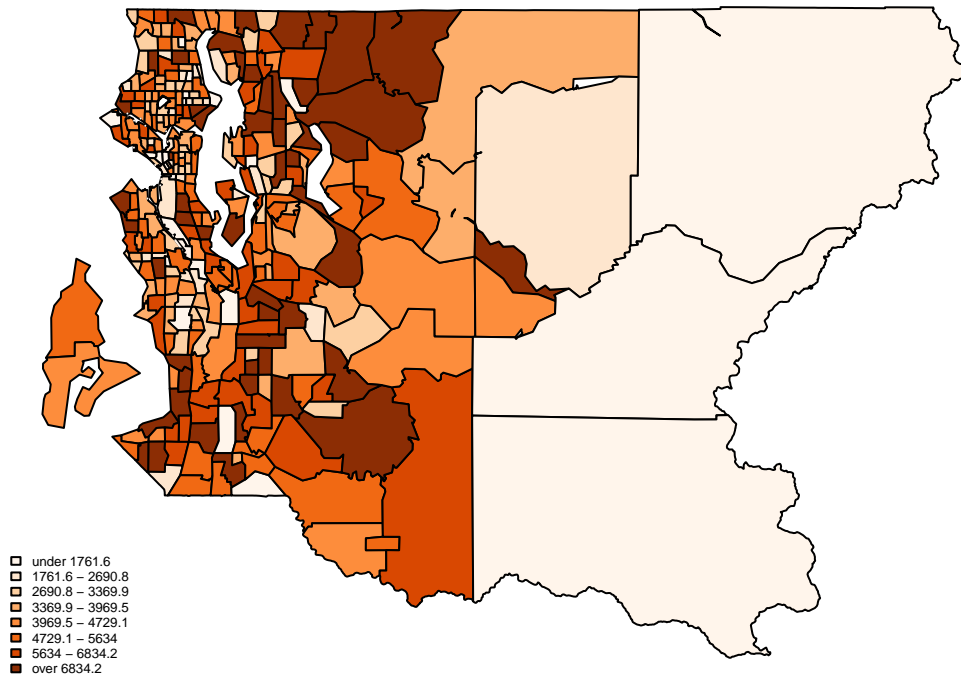 under 1761.6
1761.6 – 2690.8
2690.8 – 3369.9
3369.9 – 3969.5
3969.5 – 4729.1
4729.1 – 5634
5634 – 6834.2
over 6834.2